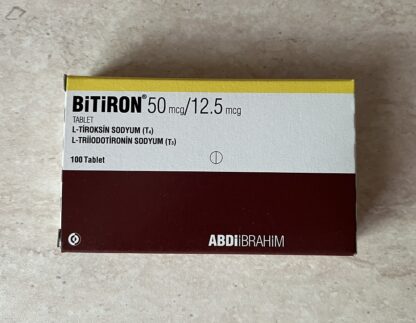 BiTiRON® 50 mcg/12.5 mcg
TABLET
L-TİROKSİN SODYUM (T₄)
L-TRİİODOTİRONİN SODYUM (T₃)
100 Tablet
ABDİİBRAHİM